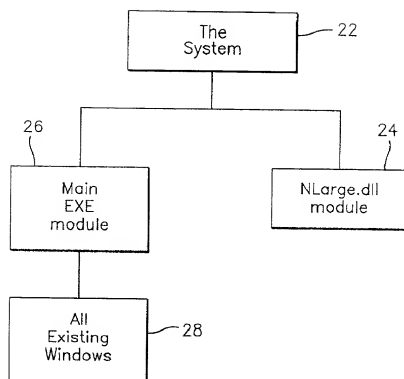 The
System
22
26
24
Main
EXE
module
NLarge.dll
module
All
Existing
Windows
28